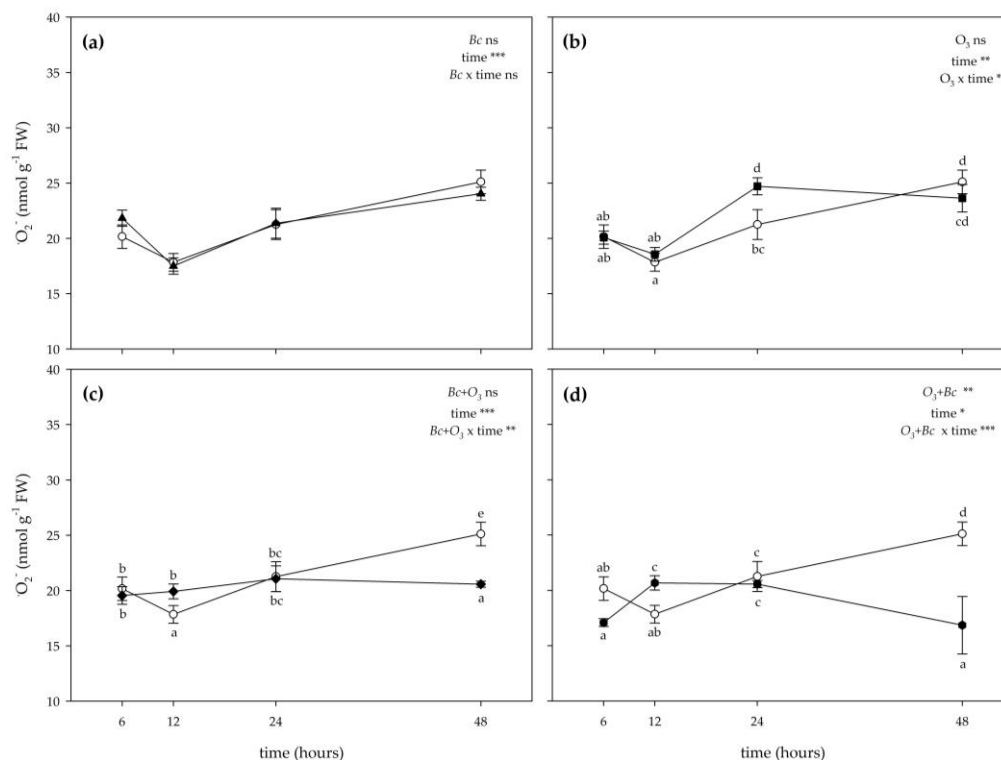 (a)
Bc ns
time ***
Bc x time ns
(b)
O3 ns
time **
O3 x time *
40
35
30
25
20
15
10
·O2- (nmol g-1 FW)
d
d
ab
ab
ab
a
bc
cd
(c)
Bc+O3 ns
time ***
Bc+O3 x time **
(d)
O3+Bc **
time *
O3+Bc x time ***
35
30
25
20
15
10
·O2- (nmol g-1 FW)
e
b
b
bc
b
a
bc
a
d
ab
c
c
a
ab
c
a
6
12
24
48
6
12
24
48
time (hours)
time (hours)